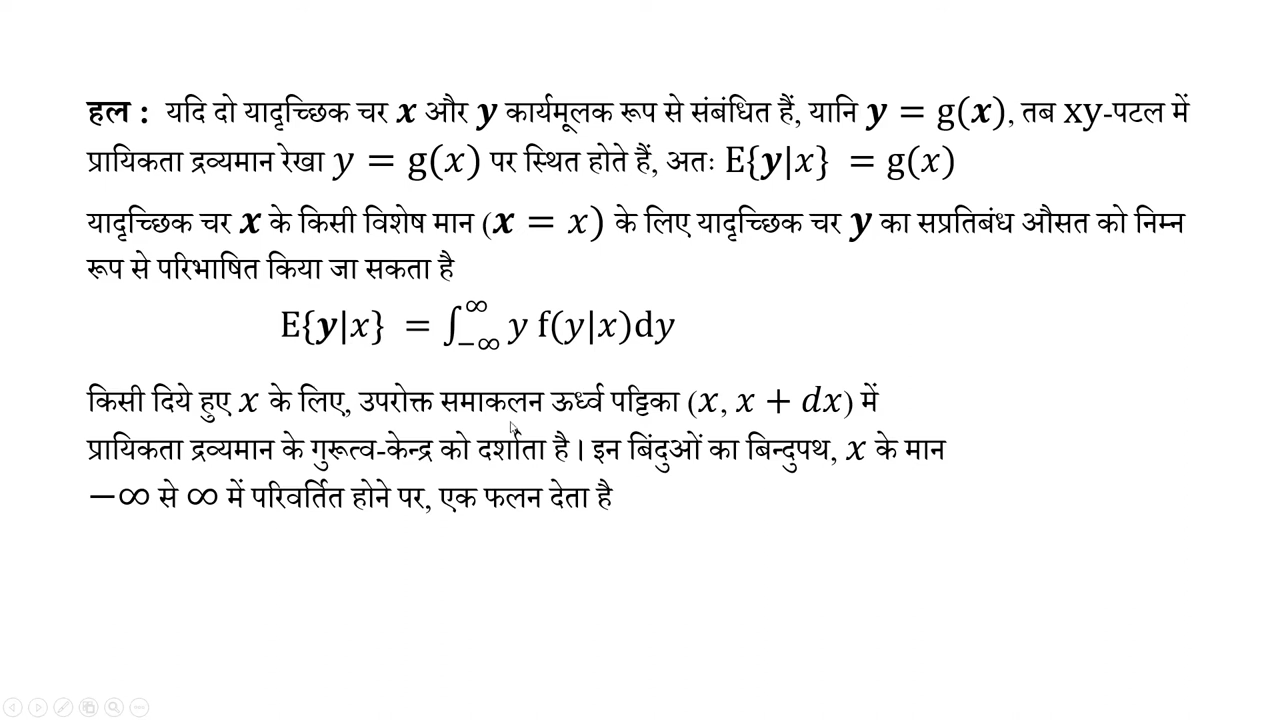 हल : यदि दो यादृच्छिक चर x और y कार्यमूलक रूप से संबंधित हैं, यानि y = g(x), तब xy-पटल में
प्रायिकता द्रव्यमान रेखा y = g(x) पर स्थित होते हैं, अतः E{y|x} = g(x)
यादृच्छिक चर x के किसी विशेष मान (x = x) के लिए यादृच्छिक चर y का सप्रतिबंध औसत को निम्न
रूप से परिभाषित किया जा सकता है
E{y|x} = ∫_{−∞}^{∞} y f(y|x)dy
किसी दिये हुए x के लिए, उपरोक्त समाकलन ऊर्ध्व पट्टिका (x, x + dx) में
प्रायिकता द्रव्यमान के गुरूत्व-केन्द्र को दर्शाता है । इन बिंदुओं का बिन्दुपथ, x के मान
−∞ से ∞ में परिवर्तित होने पर, एक फलन देता है